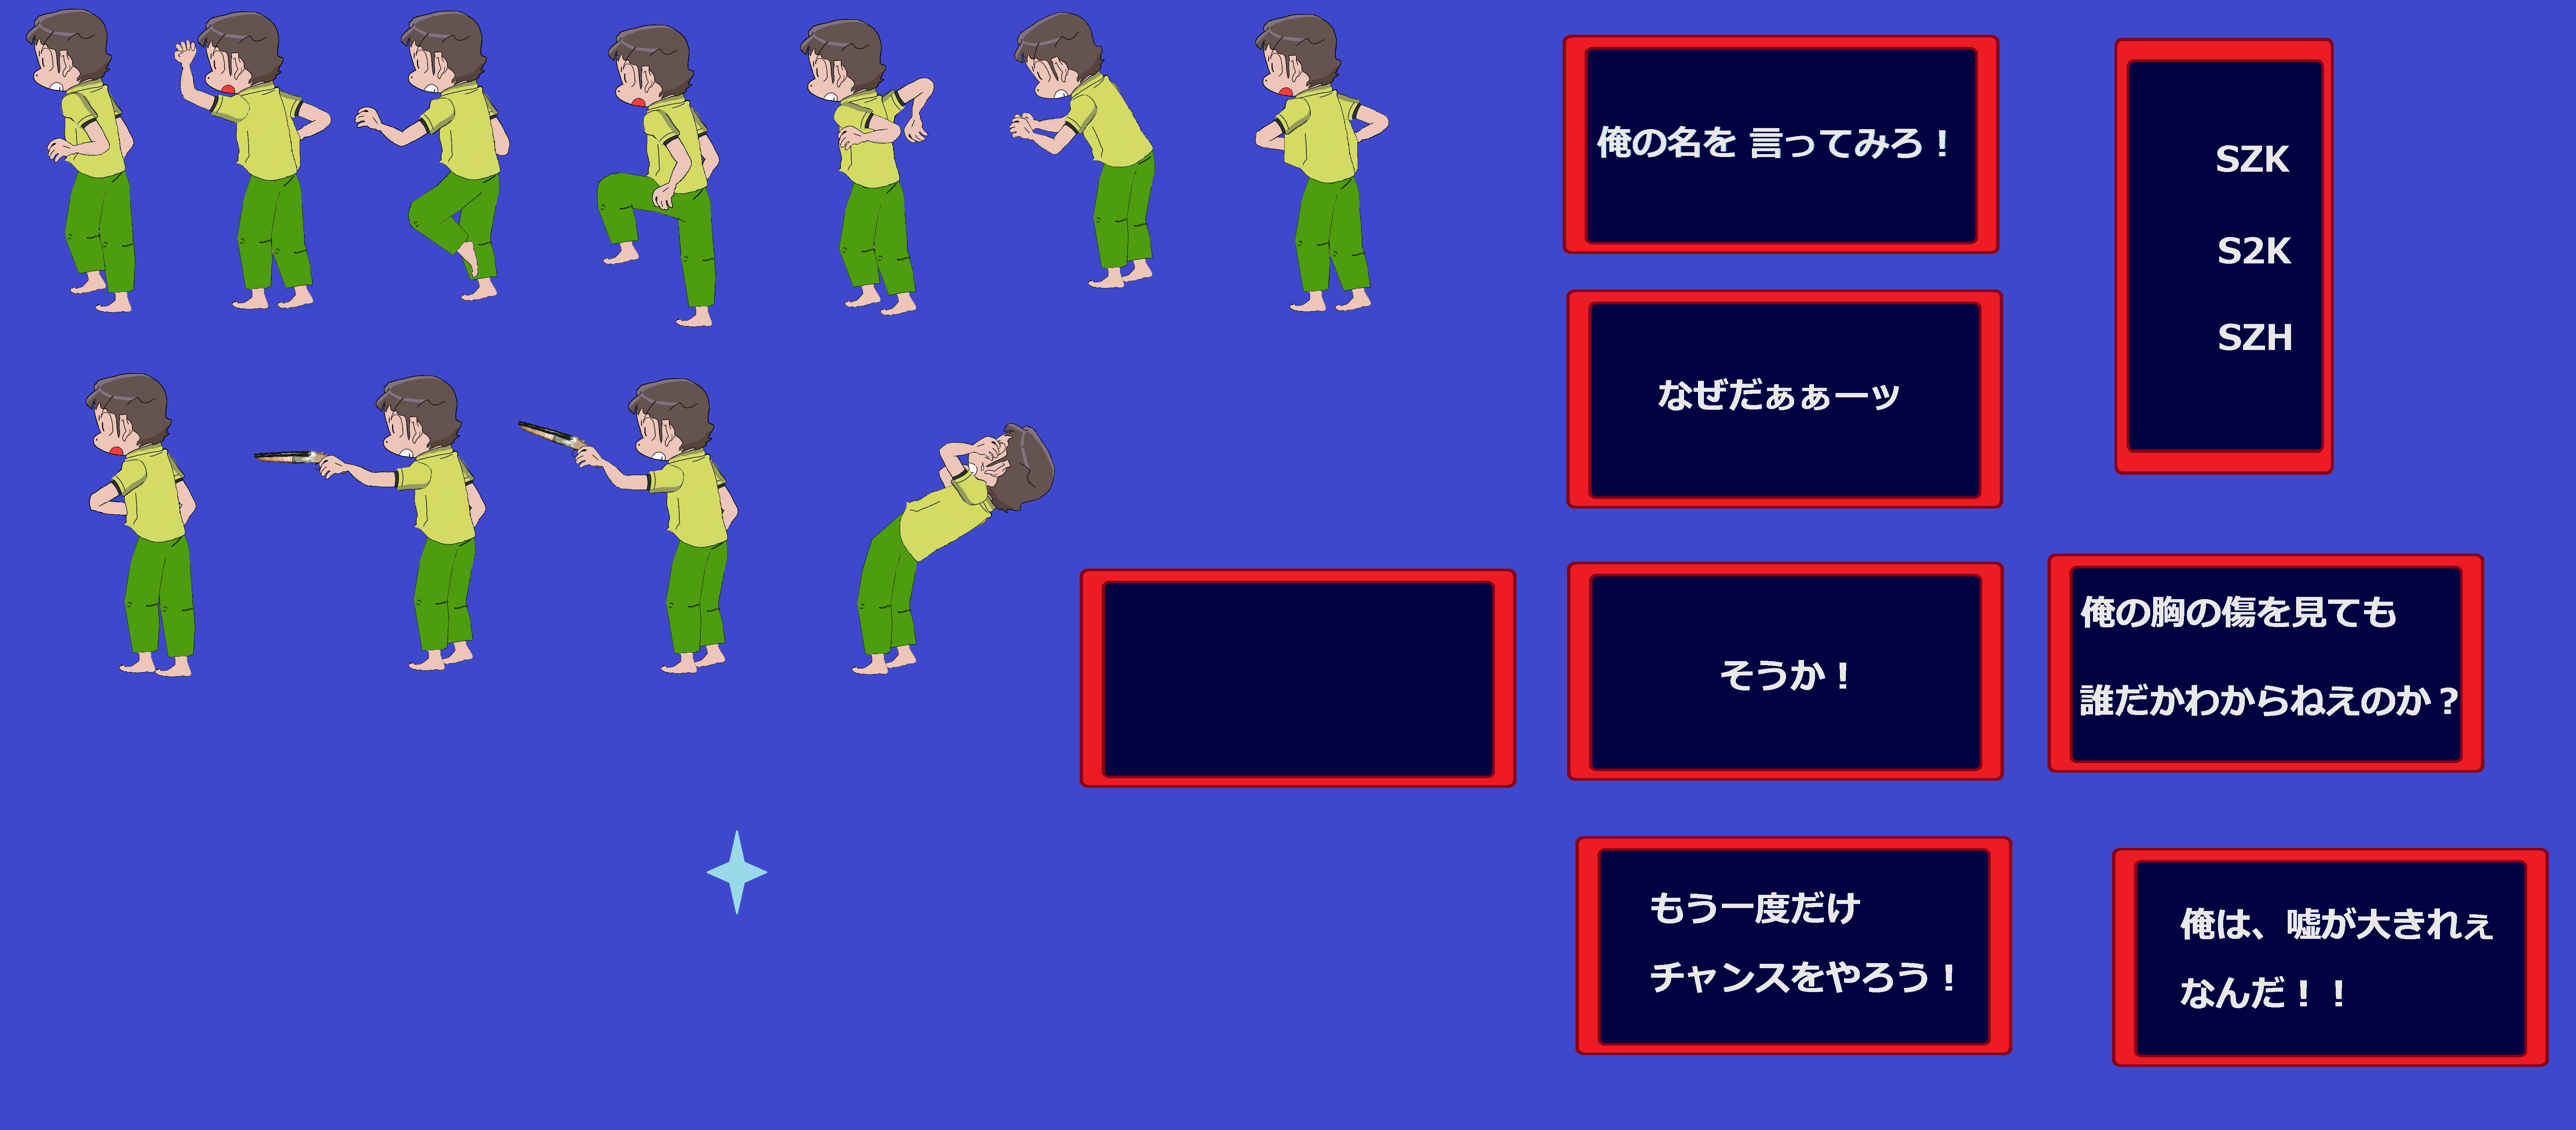 俺の名を 言ってみろ！
SZK
S2K
SZH
なぜだぁぁーッ
そうか！
俺の胸の傷を見ても
誰だかわからねえのか？
もう一度だけ
チャンスをやろう！
俺は、嘘が大きれぇ
なんだ！！